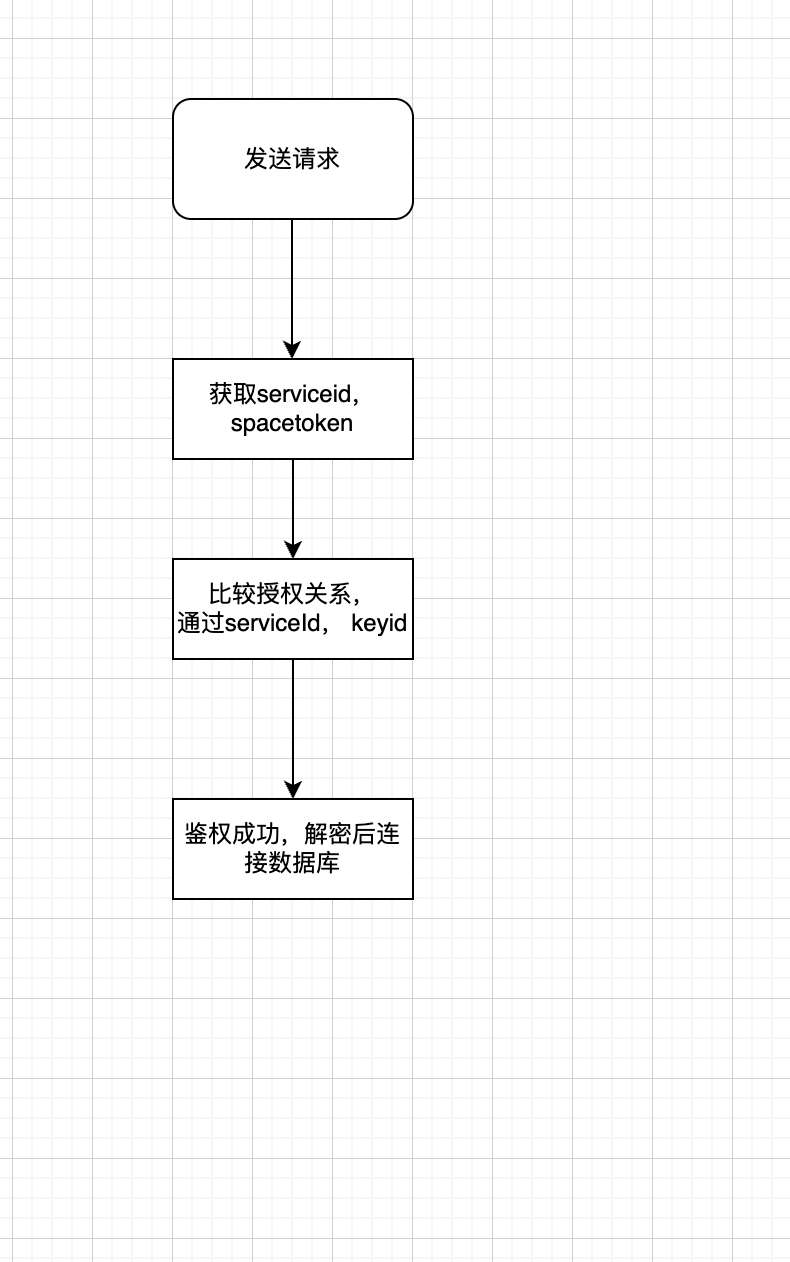 发送请求
获取serviceid，
spacetoken
比较授权关系，
通过serviceId， keyid
鉴权成功，解密后连
接数据库